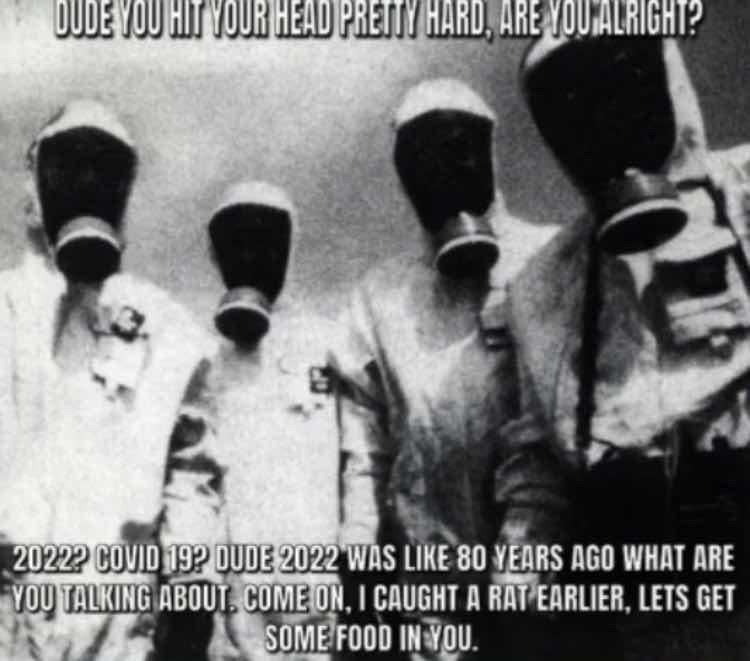 DUDE YOU HIT YOUR HEAD PRETTY HARD, ARE YOU ALRIGHT?
2022? COVID 19? DUDE 2022 WAS LIKE 80 YEARS AGO WHAT ARE
YOU TALKING ABOUT. COME ON, I CAUGHT A RAT EARLIER, LETS GET
SOME FOOD IN YOU.